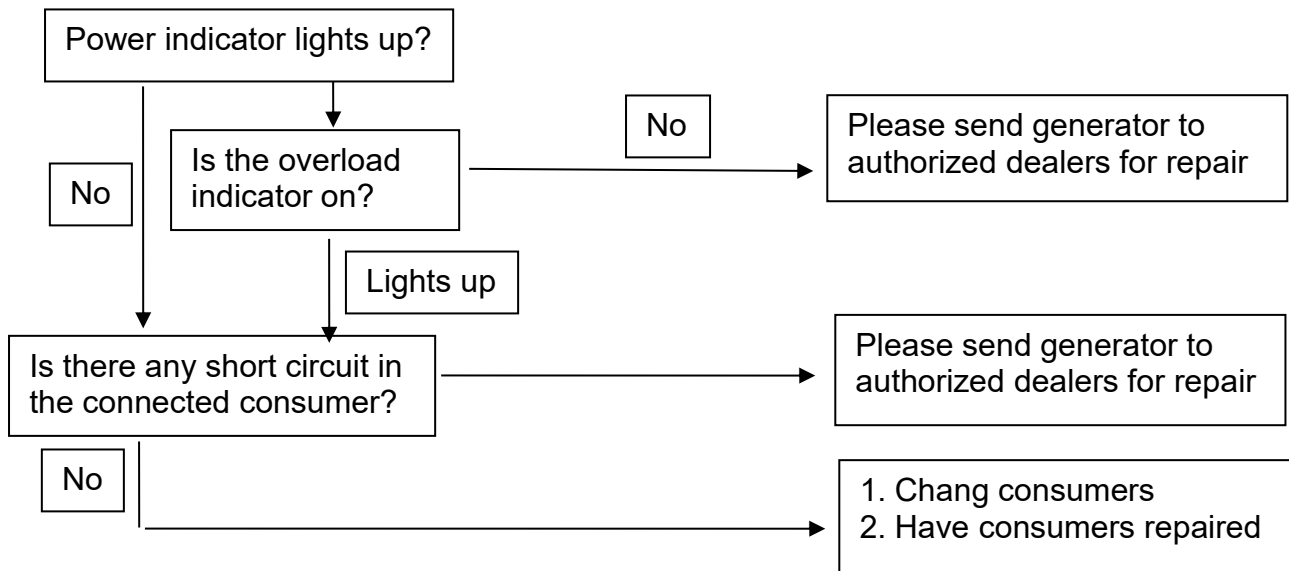 Power indicator lights up?
No
Please send generator to
authorized dealers for repair
Is the overload
indicator on?
No
Lights up
Is there any short circuit in
the connected consumer?
Please send generator to
authorized dealers for repair
No
1. Chang consumers
2. Have consumers repaired